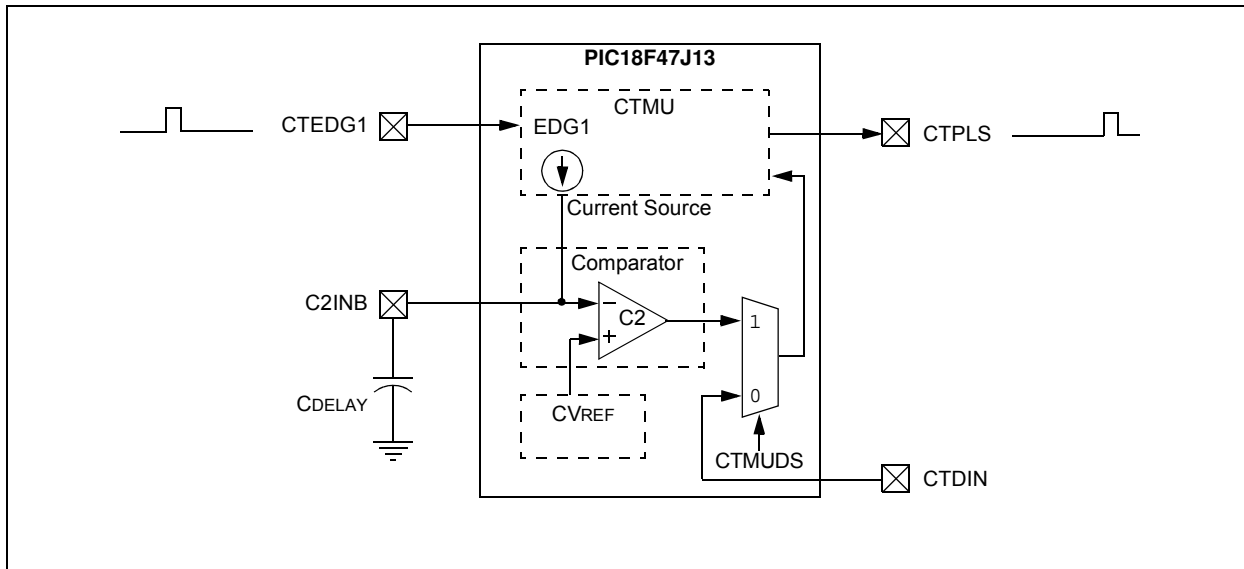 PIC18F47J13
CTMU
CTEDG1
EDG1
CTPLS
Current Source
Comparator
C2INB
−
C2
+
1
CDELAY
CVREF
0
CTMUDS
CTDIN